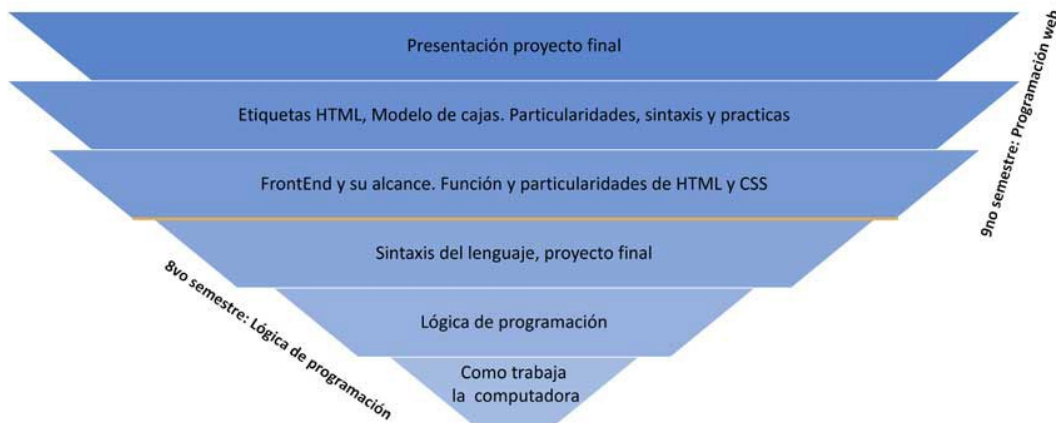 Presentación proyecto final
Etiquetas HTML, Modelo de cajas. Particularidades, sintaxis y practicas
FrontEnd y su alcance. Función y particularidades de HTML y CSS
9no semestre: Programación web
Sintaxis del lenguaje, proyecto final
Lógica de programación
Como trabaja
la computadora
8vo semestre: Lógica de programación